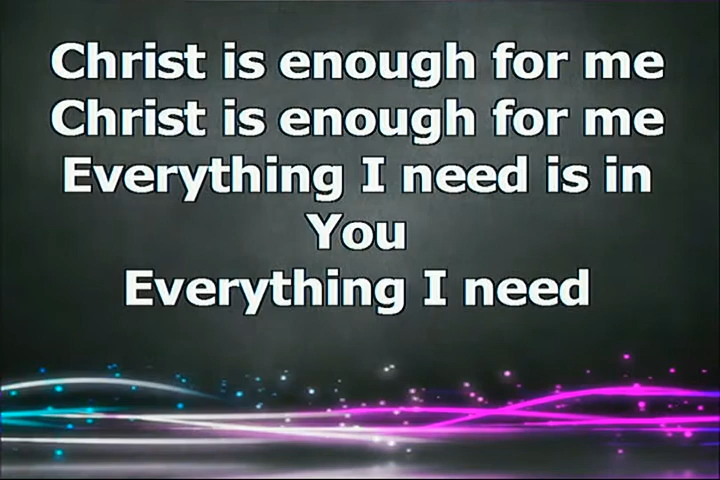 Christ is enough for me
Christ is enough for me
Everything I need is in
You
Everything I need